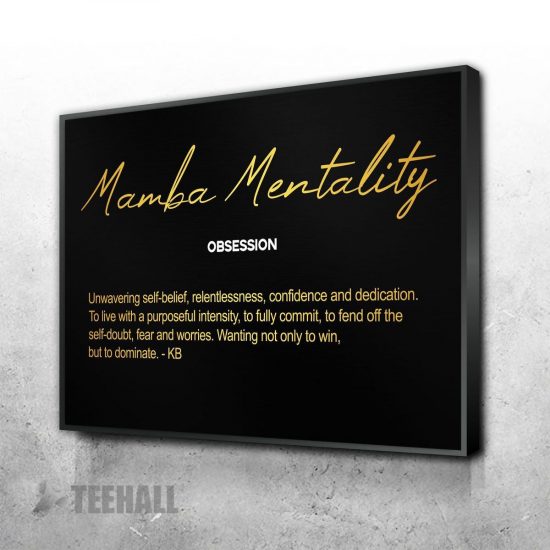 Mamba Mentality
OBSESSION
Unwavering self-belief, relentlessness, confidence and dedication.
To live with a purposeful intensity, to fully commit, to fend off the
self-doubt, fear and worries. Wanting not only to win,
but to dominate. - KB
TEEHALL